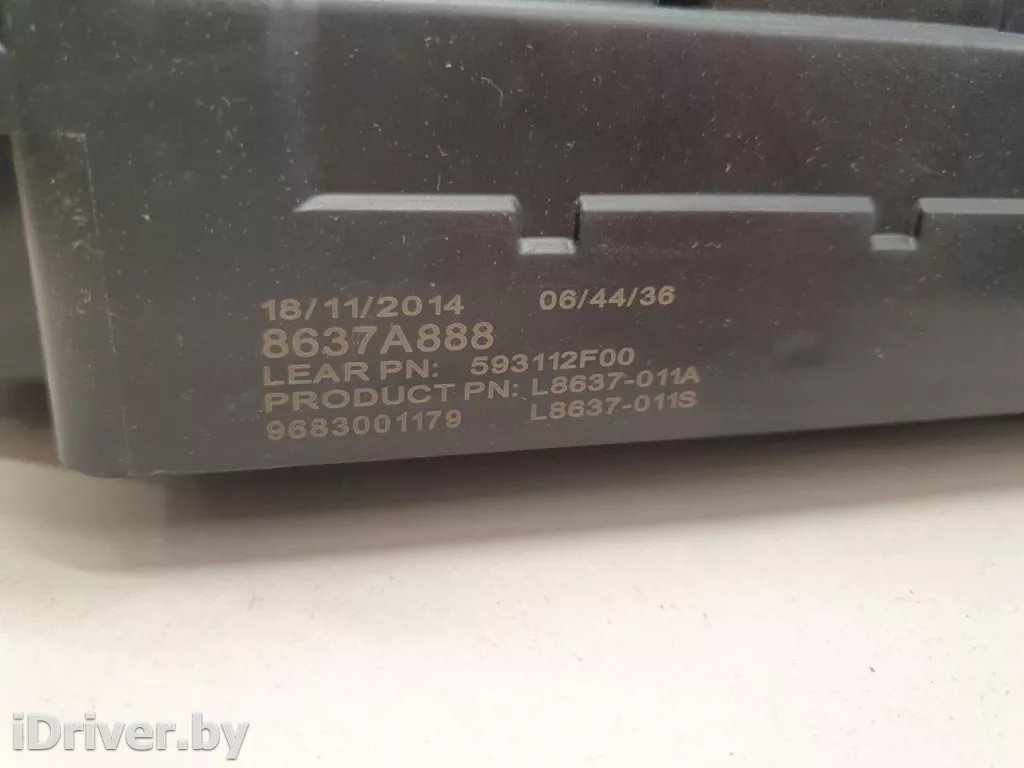 18/11/2014 06/44/36
8637A888
LEAR PN: 593112F00
PRODUCT PN: L8637-011A
9683001179 L8637-011S
iDriver.by